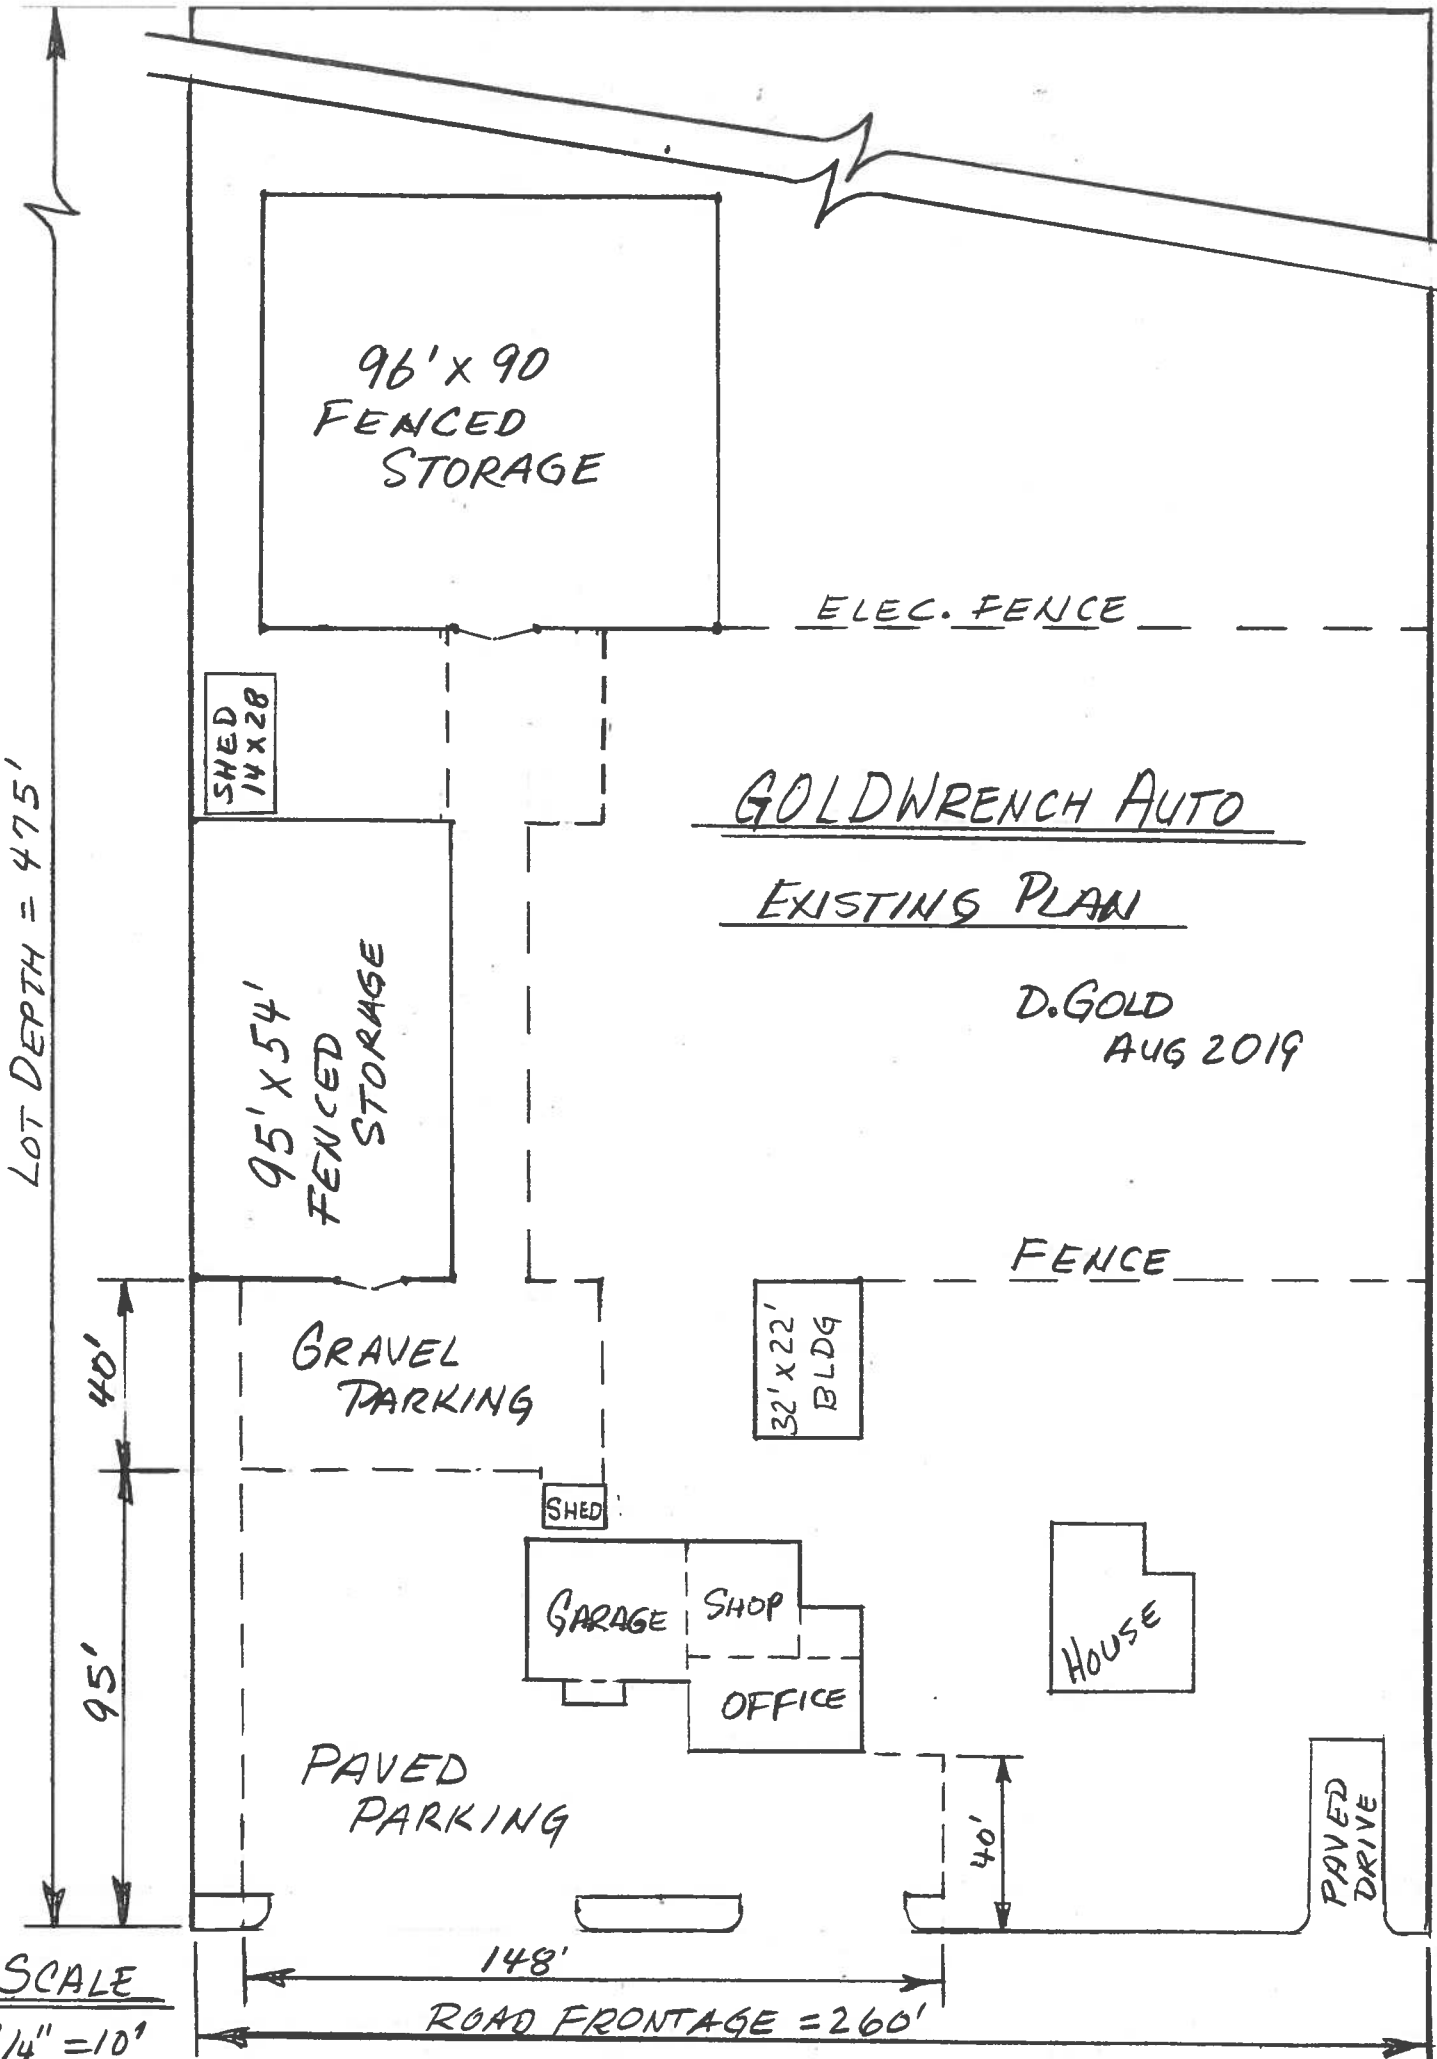 96' x 90
FENCED
STORAGE
ELEC. FENCE
SHED
14 x 28
GOLDWRENCH AUTO
EXISTING PLAN
D. GOLD
AUG 2019
LOT DEPTH = 475'
95' x 54'
FENCED
STORAGE
FENCE
40'
GRAVEL
PARKING
32' x 22'
BLDG
SHED
GARAGE
SHOP
OFFICE
HOUSE
95'
PAVED
PARKING
40'
PAVED
DRIVE
148'
SCALE
1/4" = 10'
ROAD FRONTAGE = 260'